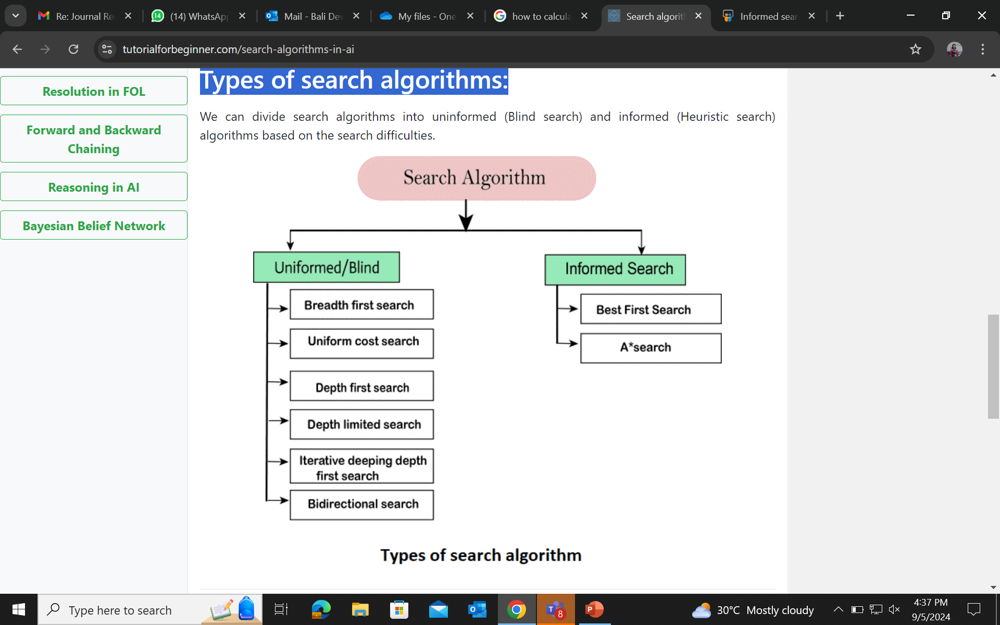 Re: Journal Re
14
(14) WhatsApp
Mail - Bali Dev
My files - One
how to calcula
Search algorit
Informed sear
tutorialforbeginner.com/search-algorithms-in-ai
Resolution in FOL
Forward and Backward
Chaining
Reasoning in AI
Bayesian Belief Network
Types of search algorithms:
We can divide search algorithms into uninformed (Blind search) and informed (Heuristic search)
algorithms based on the search difficulties.
Search Algorithm
Uniformed/Blind
Breadth first search
Uniform cost search
Depth first search
Depth limited search
Iterative deeping depth
first search
Bidirectional search
Informed Search
Best First Search
A*search
Types of search algorithm
Type here to search
8
30°C Mostly cloudy
4:37 PM
9/5/2024